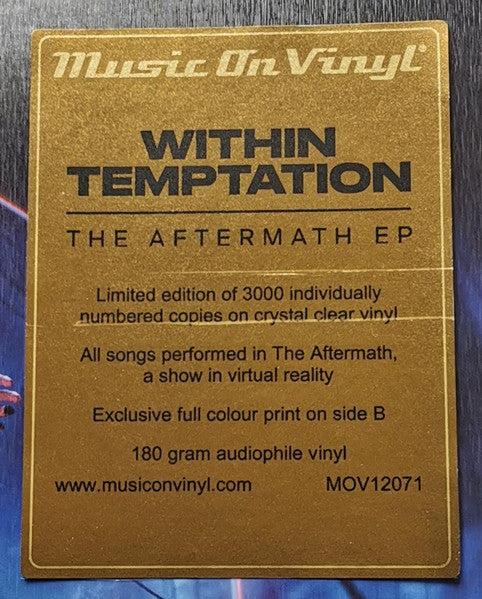 Music On Vinyl®
WITHIN
TEMPTATION
THE AFTERMATH EP
Limited edition of 3000 individually
numbered copies on crystal clear vinyl
All songs performed in The Aftermath,
a show in virtual reality
Exclusive full colour print on side B
180 gram audiophile vinyl
www.musiconvinyl.com MOV12071